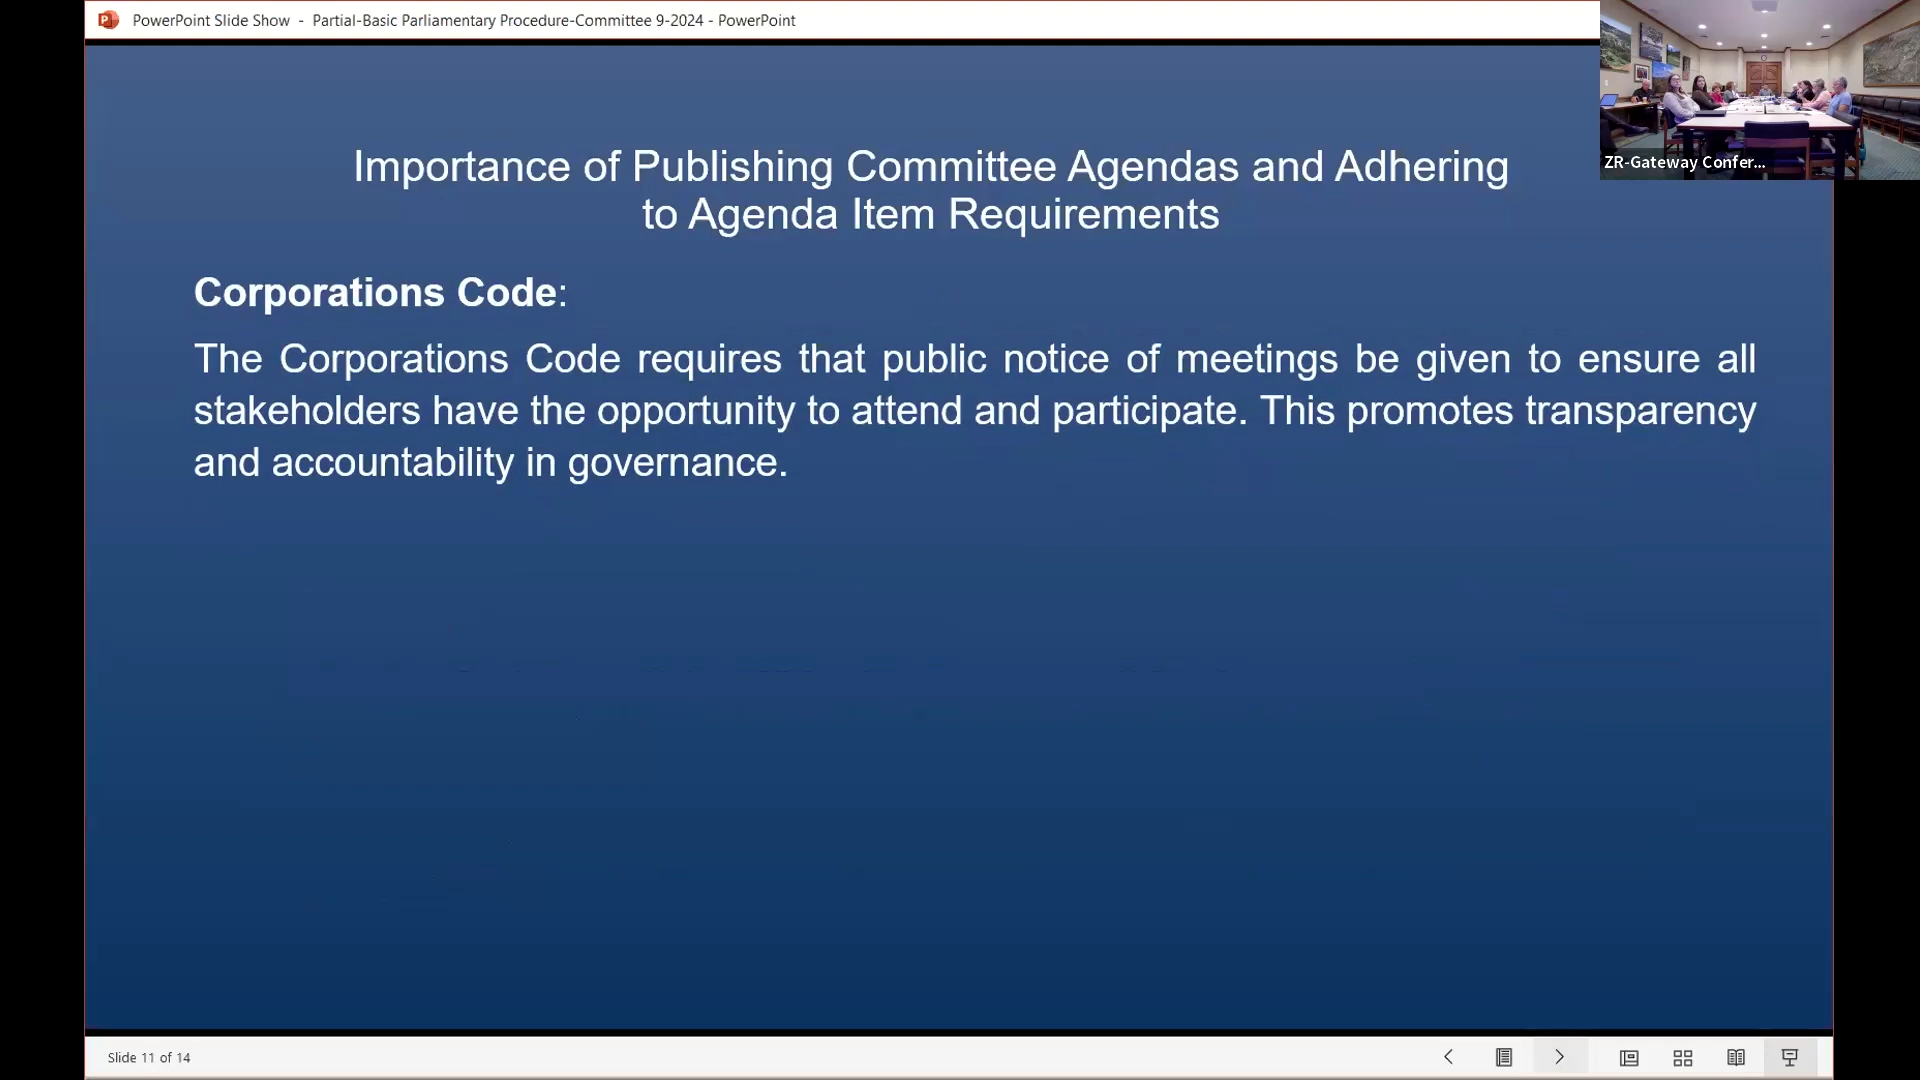 PowerPoint Slide Show - Partial-Basic Parliamentary Procedure-Committee 9-2024 - PowerPoint
ZR-Gateway Confer...
Importance of Publishing Committee Agendas and Adhering
to Agenda Item Requirements
Corporations Code:
The Corporations Code requires that public notice of meetings be given to ensure all
stakeholders have the opportunity to attend and participate. This promotes transparency
and accountability in governance.
Slide 11 of 14